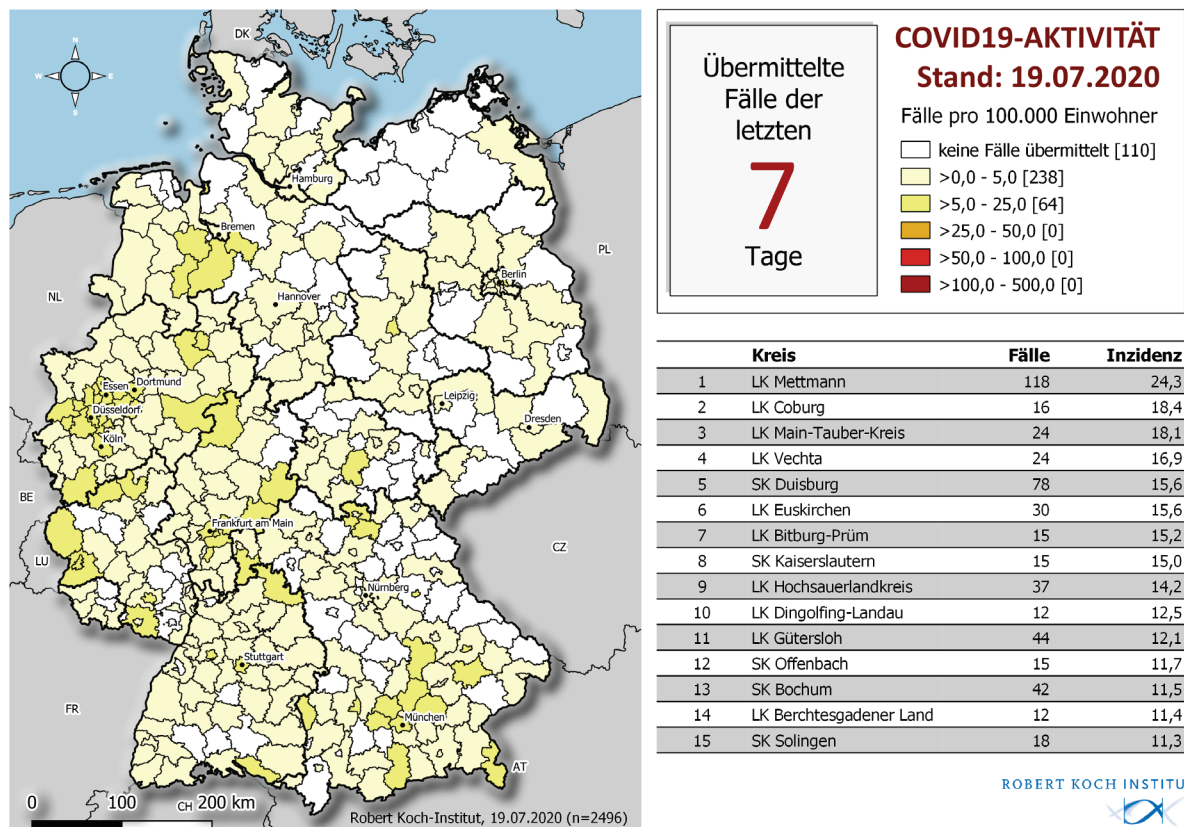 DK
N
W E
S
Hamburg
Bremen
PL
Berlin
NL
Hannover
Essen
Dortmund
Düsseldorf
Leipzig
Dresden
Köln
BE
Frankfurt am Main
CZ
LU
Nürnberg
Stuttgart
FR
München
AT
CH
0 100 200 km
Robert Koch-Institut, 19.07.2020 (n=2496)
Übermittelte
Fälle der
letzten
7
Tage
COVID19-AKTIVITÄT
Stand: 19.07.2020
Fälle pro 100.000 Einwohner
keine Fälle übermittelt [110]
>0,0 - 5,0 [238]
>5,0 - 25,0 [64]
>25,0 - 50,0 [0]
>50,0 - 100,0 [0]
>100,0 - 500,0 [0]
Kreis Fälle Inzidenz
1 LK Mettmann 118 24,3
2 LK Coburg 16 18,4
3 LK Main-Tauber-Kreis 24 18,1
4 LK Vechta 24 16,9
5 SK Duisburg 78 15,6
6 LK Euskirchen 30 15,6
7 LK Bitburg-Prüm 15 15,2
8 SK Kaiserslautern 15 15,0
9 LK Hochsauerlandkreis 37 14,2
10 LK Dingolfing-Landau 12 12,5
11 LK Gütersloh 44 12,1
12 SK Offenbach 15 11,7
13 SK Bochum 42 11,5
14 LK Berchtesgadener Land 12 11,4
15 SK Solingen 18 11,3
ROBERT KOCH INSTITU